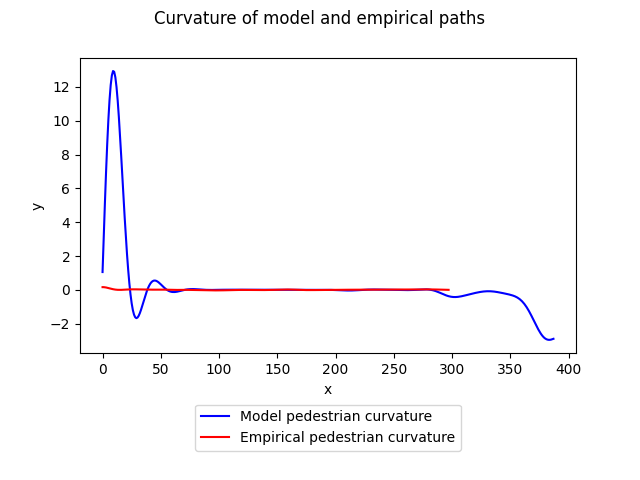 Curvature of model and empirical paths
12
10
8
6
4
2
0
−2
y
0 50 100 150 200 250 300 350 400
x
Model pedestrian curvature
Empirical pedestrian curvature